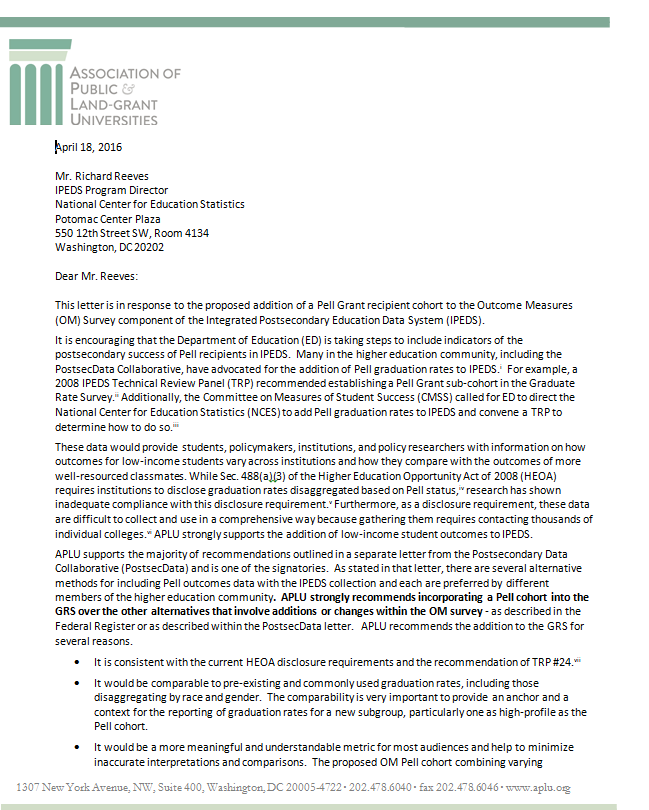 ASSOCIATION OF
PUBLIC &
LAND-GRANT
UNIVERSITIES
April 18, 2016
Mr. Richard Reeves
IPEDS Program Director
National Center for Education Statistics
Potomac Center Plaza
550 12th Street SW, Room 4134
Washington, DC 20202
Dear Mr. Reeves:
This letter is in response to the proposed addition of a Pell Grant recipient cohort to the Outcome Measures
(OM) Survey component of the Integrated Postsecondary Education Data System (IPEDS).
It is encouraging that the Department of Education (ED) is taking steps to include indicators of the
postsecondary success of Pell recipients in IPEDS. Many in the higher education community, including the
PostsecData Collaborative, have advocated for the addition of Pell graduation rates to IPEDS.i For example, a
2008 IPEDS Technical Review Panel (TRP) recommended establishing a Pell Grant sub-cohort in the Graduate
Rate Survey.ii Additionally, the Committee on Measures of Student Success (CMSS) called for ED to direct the
National Center for Education Statistics (NCES) to add Pell graduation rates to IPEDS and convene a TRP to
determine how to do so.iii
These data would provide students, policymakers, institutions, and policy researchers with information on how
outcomes for low-income students vary across institutions and how they compare with the outcomes of more
well-resourced classmates. While Sec. 488(a)(3) of the Higher Education Opportunity Act of 2008 (HEOA)
requires institutions to disclose graduation rates disaggregated based on Pell status,iv research has shown
inadequate compliance with this disclosure requirement.v Furthermore, as a disclosure requirement, these data
are difficult to collect and use in a comprehensive way because gathering them requires contacting thousands of
individual colleges.vi APLU strongly supports the addition of low-income student outcomes to IPEDS.
APLU supports the majority of recommendations outlined in a separate letter from the Postsecondary Data
Collaborative (PostsecData) and is one of the signatories. As stated in that letter, there are several alternative
methods for including Pell outcomes data with the IPEDS collection and each are preferred by different
members of the higher education community. APLU strongly recommends incorporating a Pell cohort into the
GRS over the other alternatives that involve additions or changes within the OM survey - as described in the
Federal Register or as described within the PostsecData letter. APLU recommends the addition to the GRS for
several reasons.
• It is consistent with the current HEOA disclosure requirements and the recommendation of TRP #24.vii
• It would be comparable to pre-existing and commonly used graduation rates, including those
disaggregating by race and gender. The comparability is very important to provide an anchor and a
context for the reporting of graduation rates for a new subgroup, particularly one as high-profile as the
Pell cohort.
• It would be a more meaningful and understandable metric for most audiences and help to minimize
inaccurate interpretations and comparisons. The proposed OM Pell cohort combining varying
1307 New York Avenue, NW, Suite 400, Washington, DC 20005-4722 • 202.478.6040 • fax 202.478.6046 • www.aplu.org